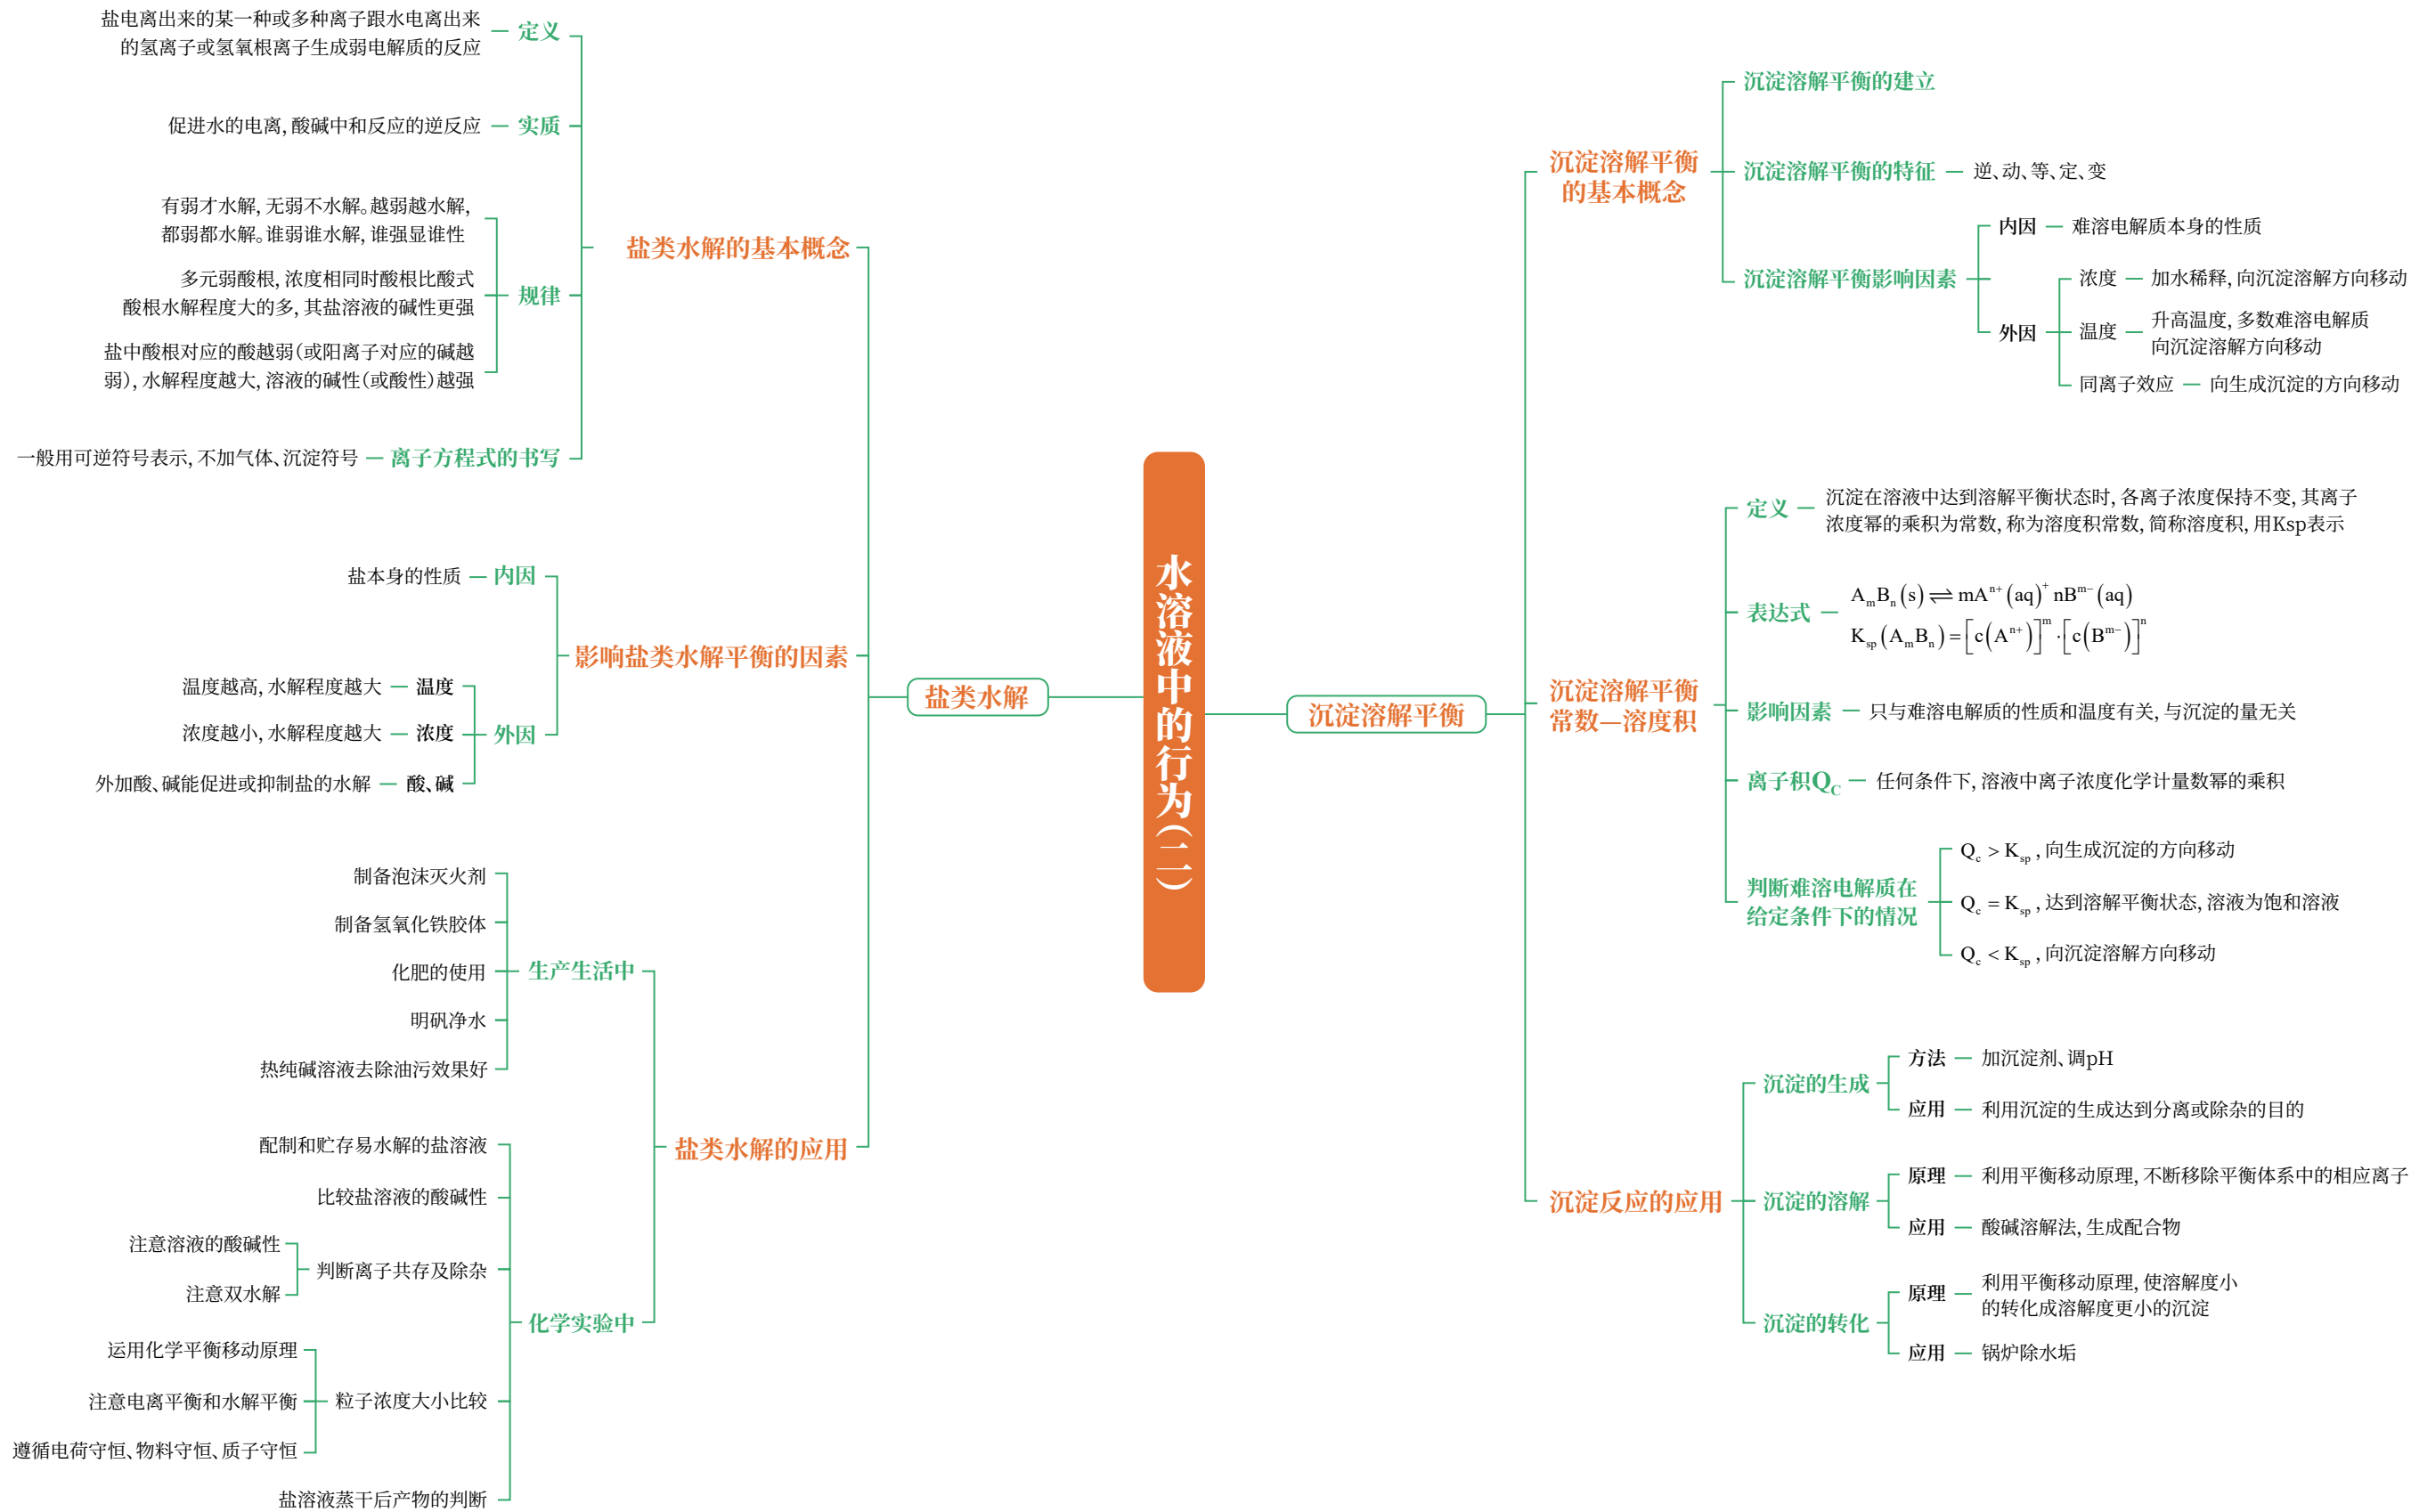 水溶液中的行为(二)
盐类水解
盐类水解的基本概念
定义
盐电离出来的某一种或多种离子跟水电离出来
的氢离子或氢氧根离子生成弱电解质的反应
实质
促进水的电离,酸碱中和反应的逆反应
规律
有弱才水解,无弱不水解。越弱越水解,
都弱都水解。谁弱谁水解,谁强显谁性
多元弱酸根,浓度相同时酸根比酸式
酸根水解程度大的多,其盐溶液的碱性更强
盐中酸根对应的酸越弱(或阳离子对应的碱越
弱),水解程度越大,溶液的碱性(或酸性)越强
离子方程式的书写
一般用可逆符号表示,不加气体、沉淀符号
影响盐类水解平衡的因素
内因
盐本身的性质
外因
温度
温度越高,水解程度越大
浓度
浓度越小,水解程度越大
酸、碱
外加酸、碱能促进或抑制盐的水解
盐类水解的应用
生产生活中
制备泡沫灭火剂
制备氢氧化铁胶体
化肥的使用
明矾净水
热纯碱溶液去除油污效果好
化学实验中
配制和贮存易水解的盐溶液
比较盐溶液的酸碱性
判断离子共存及除杂
注意溶液的酸碱性
注意双水解
粒子浓度大小比较
运用化学平衡移动原理
注意电离平衡和水解平衡
遵循电荷守恒、物料守恒、质子守恒
盐溶液蒸干后产物的判断
沉淀溶解平衡
沉淀溶解平衡
的基本概念
沉淀溶解平衡的建立
沉淀溶解平衡的特征
逆、动、等、定、变
沉淀溶解平衡影响因素
内因
难溶电解质本身的性质
外因
浓度
加水稀释,向沉淀溶解方向移动
温度
升高温度,多数难溶电解质
向沉淀溶解方向移动
同离子效应
向生成沉淀的方向移动
沉淀溶解平衡
常数—溶度积
定义
沉淀在溶液中达到溶解平衡状态时,各离子浓度保持不变,其离子
浓度幂的乘积为常数,称为溶度积常数,简称溶度积,用Ksp表示
表达式
AmBn(s)⇌mAⁿ⁺(aq)⁺nBᵐ⁻(aq)
Ksp(AmBn)=[c(Aⁿ⁺)]ᵐ·[c(Bᵐ⁻)]ⁿ
影响因素
只与难溶电解质的性质和温度有关,与沉淀的量无关
离子积QC
任何条件下,溶液中离子浓度化学计量数幂的乘积
判断难溶电解质在
给定条件下的情况
Qc > Ksp,向生成沉淀的方向移动
Qc = Ksp,达到溶解平衡状态,溶液为饱和溶液
Qc < Ksp,向沉淀溶解方向移动
沉淀反应的应用
沉淀的生成
方法
加沉淀剂、调pH
应用
利用沉淀的生成达到分离或除杂的目的
沉淀的溶解
原理
利用平衡移动原理,不断移除平衡体系中的相应离子
应用
酸碱溶解法,生成配合物
沉淀的转化
原理
利用平衡移动原理,使溶解度小
的转化成溶解度更小的沉淀
应用
锅炉除水垢